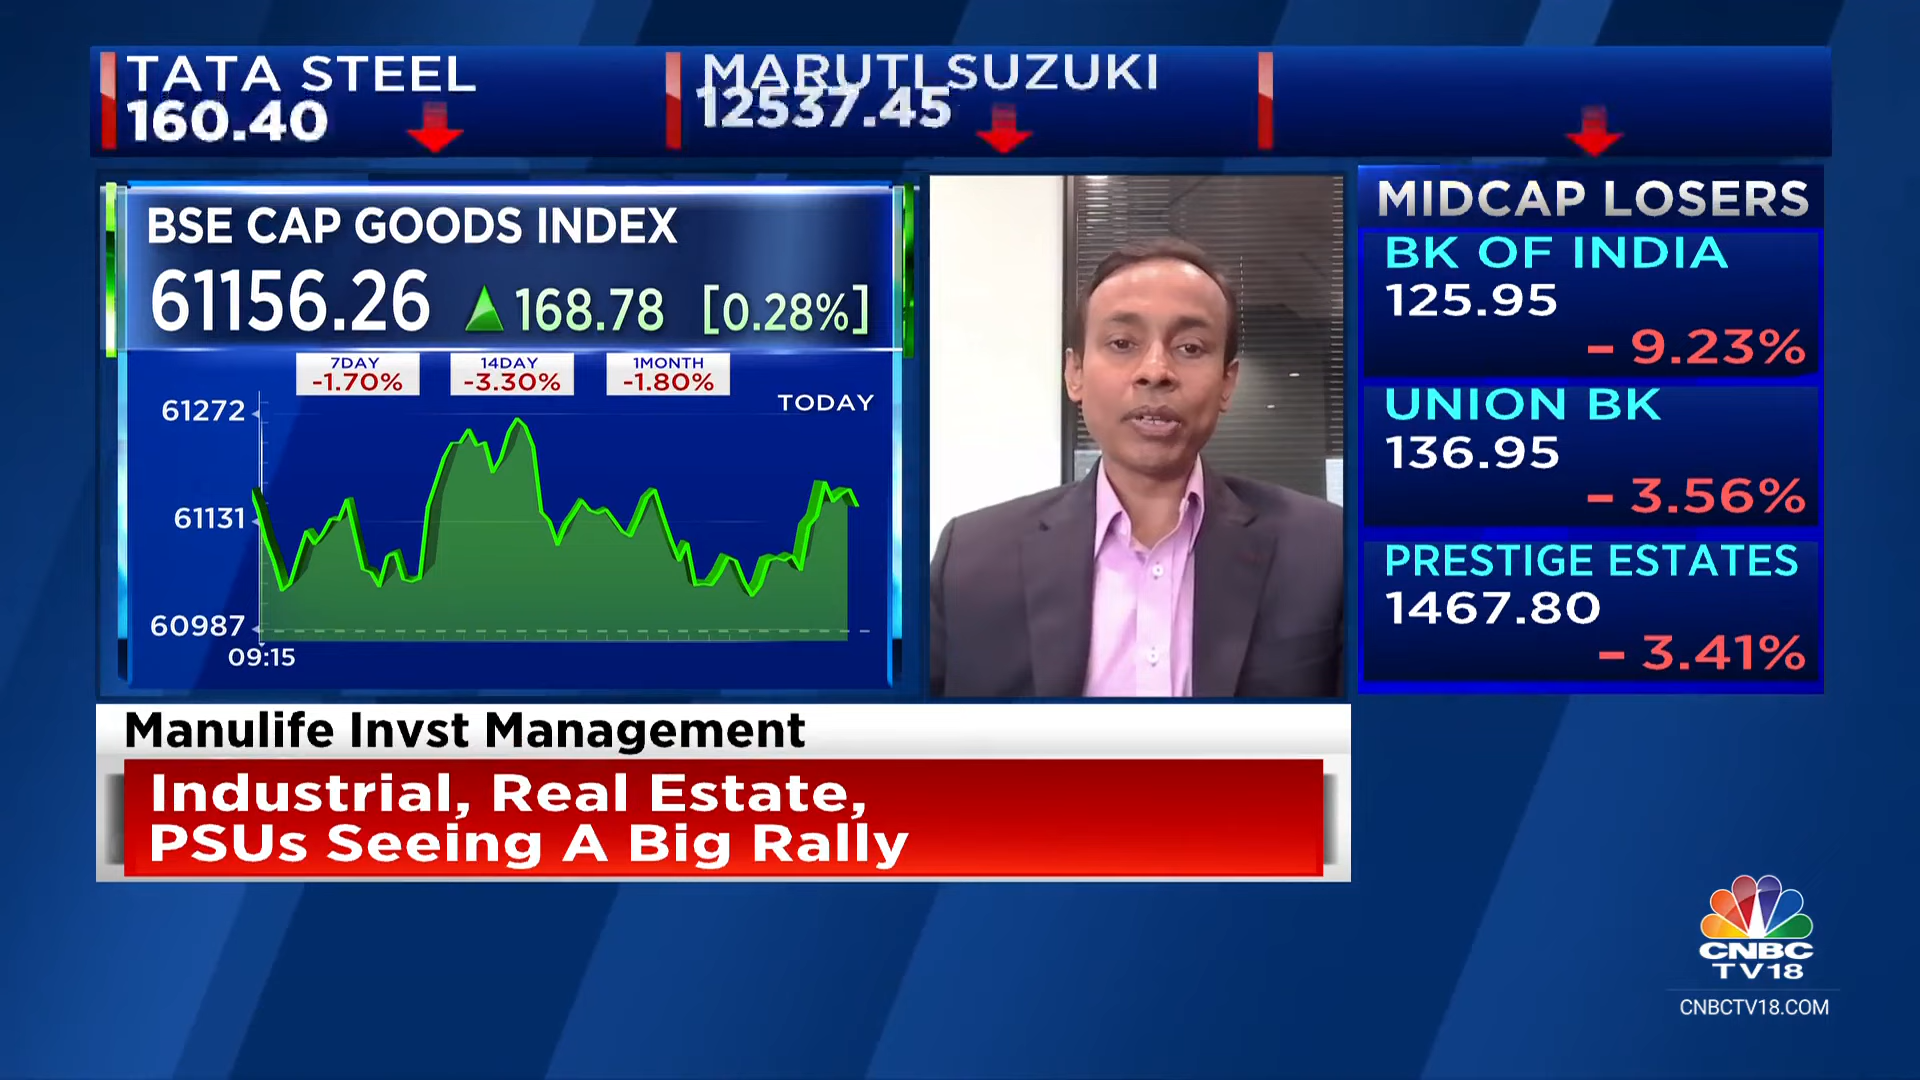 TATA STEEL
160.40
MARUTI SUZUKI
12537.45
BSE CAP GOODS INDEX
61156.26 168.78 [0.28%]
7DAY
-1.70%
14DAY
-3.30%
1MONTH
-1.80%
TODAY
61272
61131
60987
09:15
MIDCAP LOSERS
BK OF INDIA
125.95
- 9.23%
UNION BK
136.95
- 3.56%
PRESTIGE ESTATES
1467.80
- 3.41%
Manulife Invst Management
Industrial, Real Estate,
PSUs Seeing A Big Rally
CNBC
TV18
CNBCTV18.COM